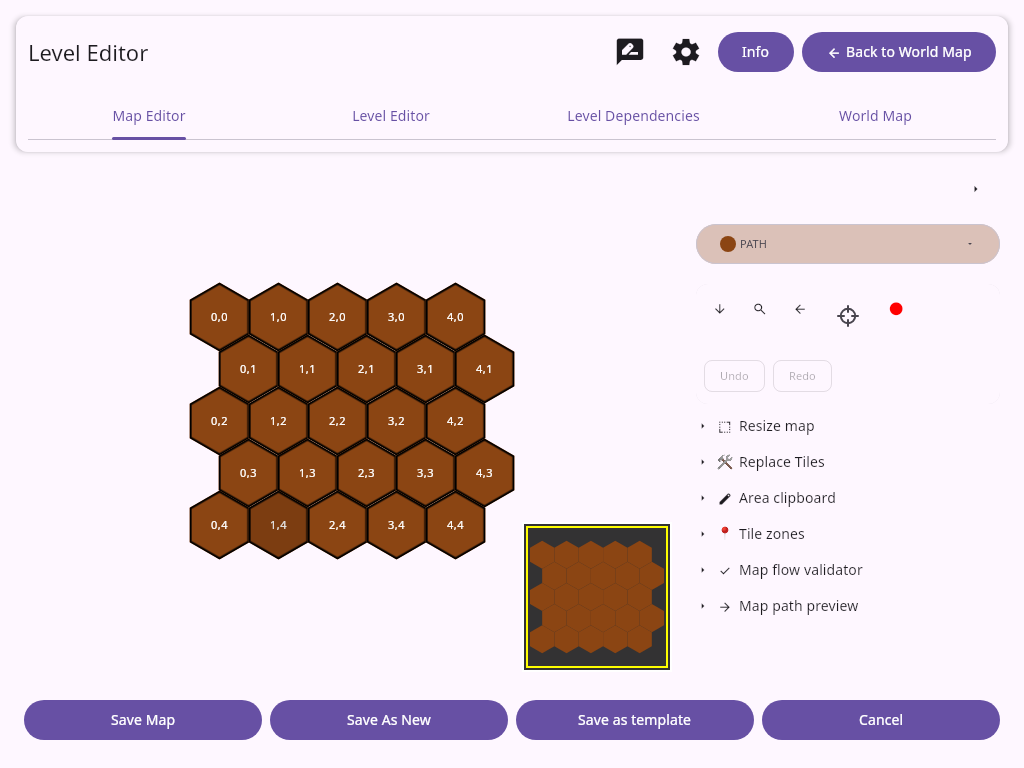 Level Editor
Info
Back to World Map
Map Editor
Level Editor
Level Dependencies
World Map
PATH
0,0 1,0 2,0 3,0 4,0
0,1 1,1 2,1 3,1 4,1
0,2 1,2 2,2 3,2 4,2
0,3 1,3 2,3 3,3 4,3
0,4 1,4 2,4 3,4 4,4
Undo
Redo
Resize map
Replace Tiles
Area clipboard
Tile zones
Map flow validator
Map path preview
Save Map
Save As New
Save as template
Cancel